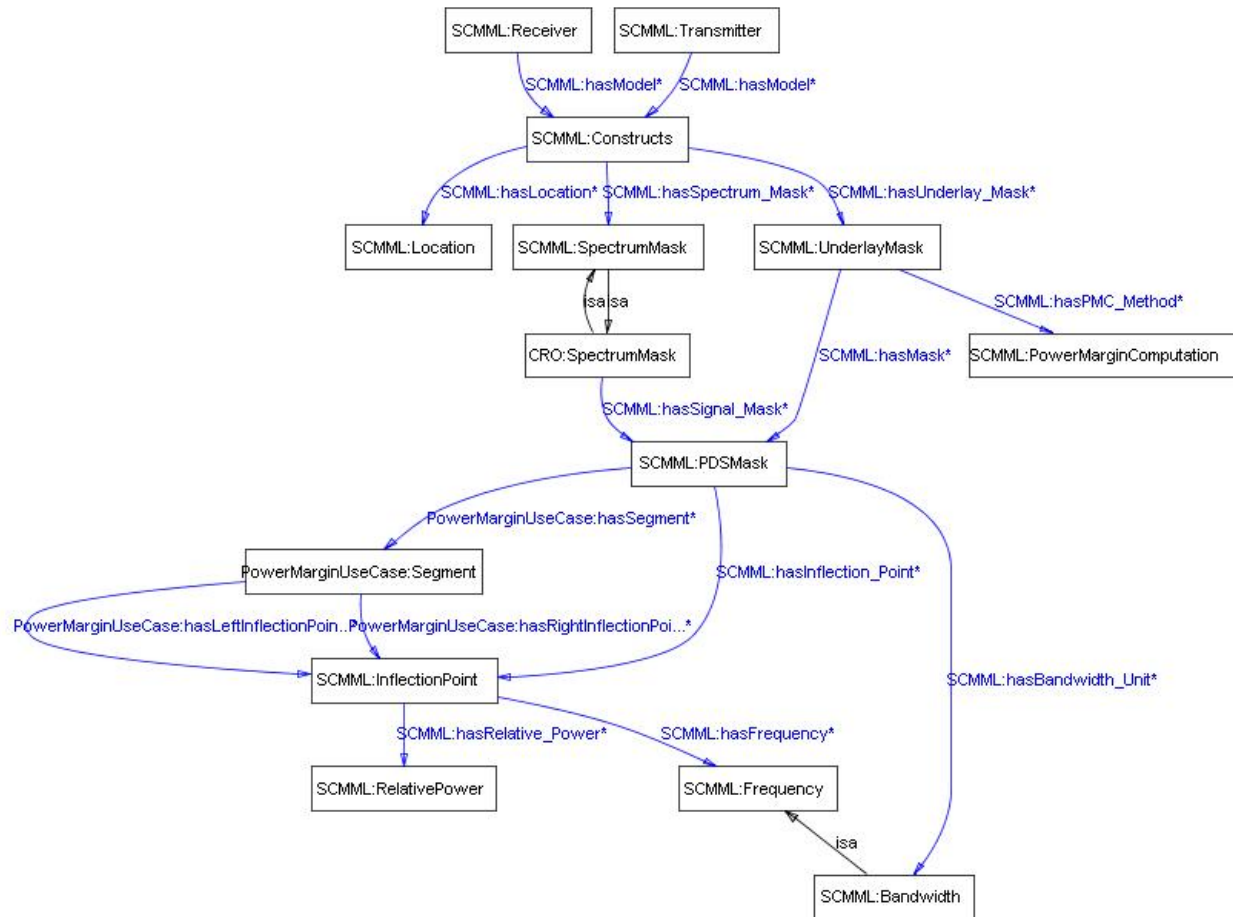 SCMML:Receiver
SCMML:Transmitter
SCMML:hasModel*
SCMML:hasModel*
SCMML:Constructs
SCMML:hasLocation*
SCMML:hasSpectrum_Mask*
SCMML:hasUnderlay_Mask*
SCMML:Location
SCMML:SpectrumMask
SCMML:UnderlayMask
isa
isa
SCMML:hasPMC_Method*
CRO:SpectrumMask
SCMML:hasMask*
SCMML:PowerMarginComputation
SCMML:hasSignal_Mask*
SCMML:PDSMask
PowerMarginUseCase:hasSegment*
PowerMarginUseCase:Segment
SCMML:hasInflection_Point*
PowerMarginUseCase:hasLeftInflectionPoin...*
PowerMarginUseCase:hasRightInflectionPoi...*
SCMML:InflectionPoint
SCMML:hasBandwidth_Unit*
SCMML:hasRelative_Power*
SCMML:hasFrequency*
SCMML:RelativePower
SCMML:Frequency
isa
SCMML:Bandwidth